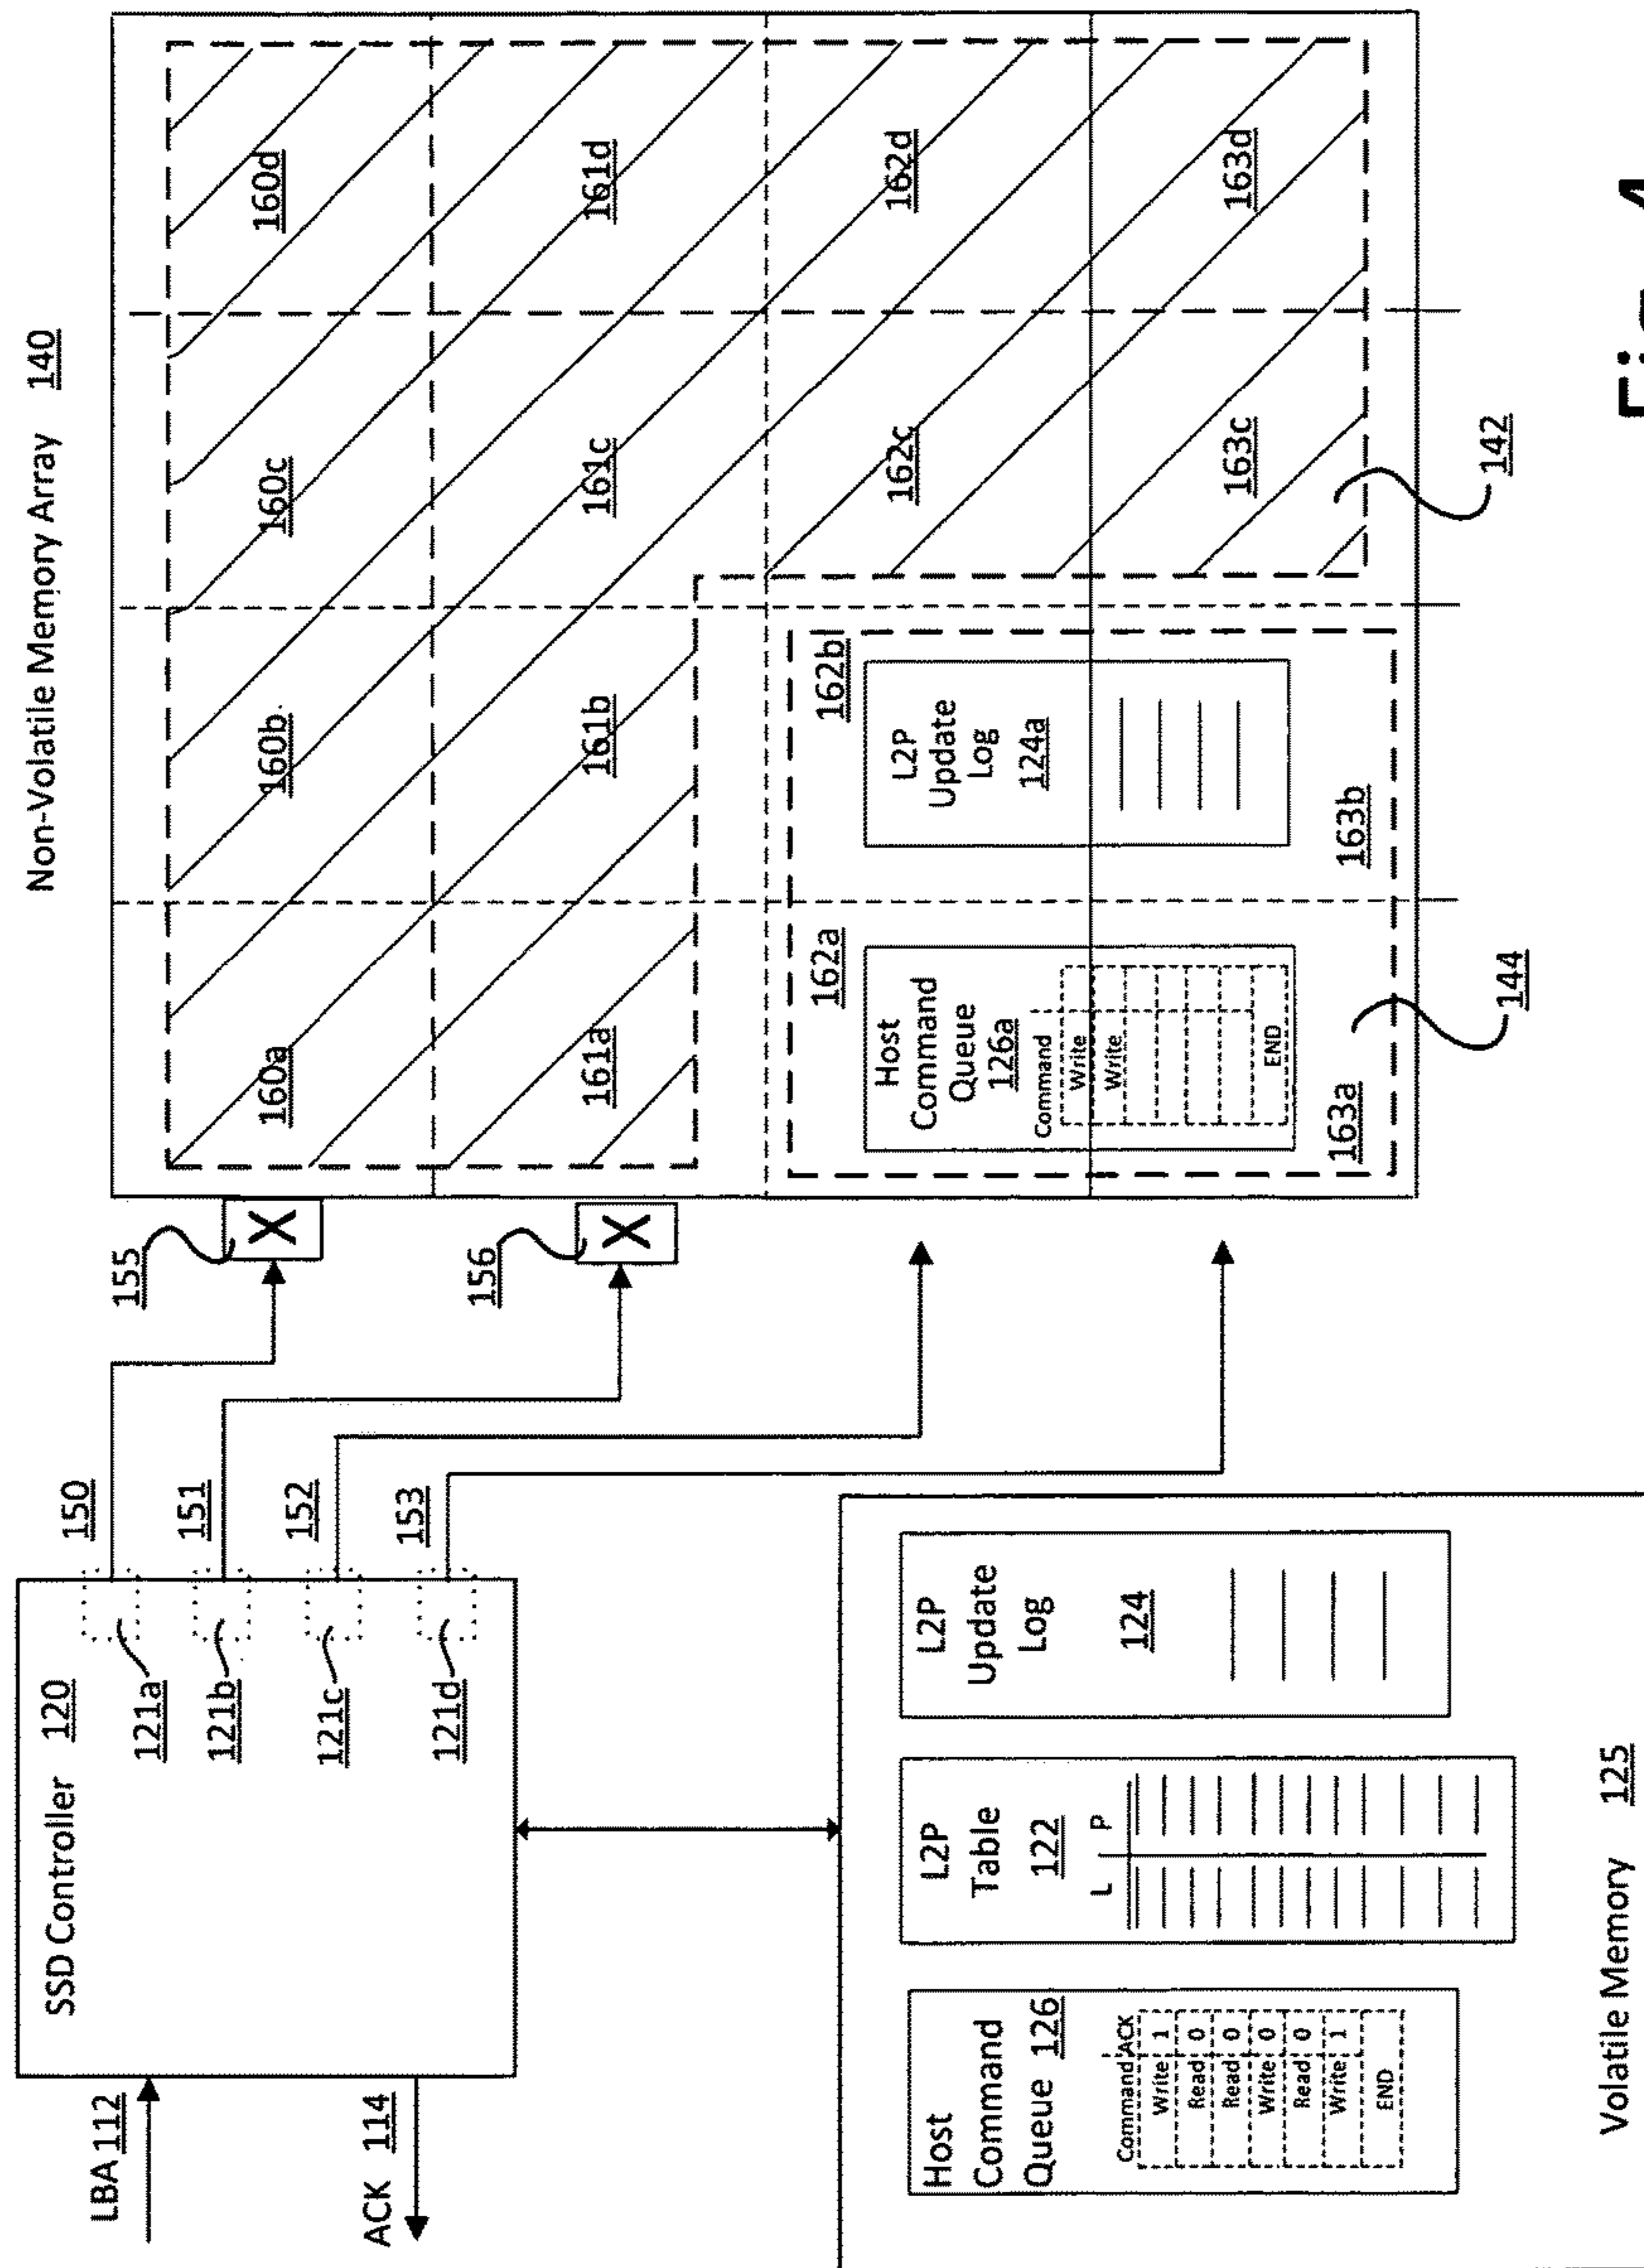 Non-Volatile Memory Array 140
160a
160b
160c
160d
161a
161b
161c
161d
162a
162b
162c
162d
163a
163b
163c
163d
Host
Command
Queue
126a
Command
Write
Write
END
L2P
Update
Log
124a
142
144
155
X
156
X
150
151
152
153
SSD Controller 120
121a
121b
121c
121d
LBA 112
ACK 114
Host
Command
Queue 126
Command ACK
Write 1
Read 0
Read 0
Write 0
Read 0
Write 1
END
L2P
Table
122
L P
L2P
Update
Log
124
Volatile Memory 125